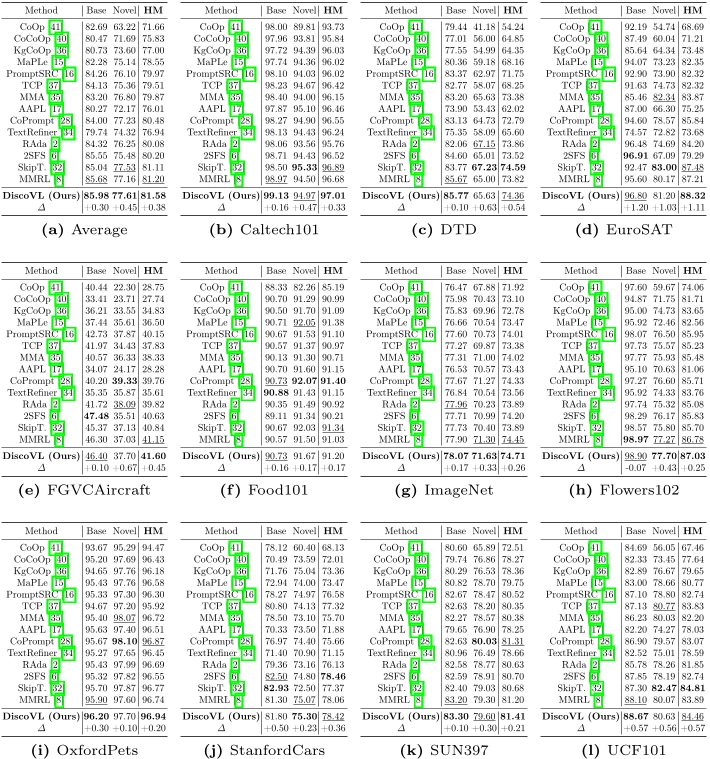 Method Base Novel HM
CoOp 41 82.69 63.22 71.66
CoCoOp 40 80.47 71.69 75.83
KgCoOp 36 80.73 73.60 77.00
MaPLe 15 82.28 75.14 78.55
PromptSRC 16 84.26 76.10 79.97
TCP 37 84.13 75.36 79.51
MMA 35 83.20 76.80 79.87
AAPL 17 80.27 72.17 76.01
CoPrompt 28 84.00 77.23 80.48
TextRefiner 34 79.74 74.32 76.94
RAda 2 84.32 76.25 80.08
2SFS 6 85.55 75.48 80.20
SkipT. 32 85.04 77.53 81.11
MMRL 8 85.68 77.16 81.20
DiscoVL (Ours) 85.98 77.61 81.58
Δ +0.30 +0.45 +0.38
(a) Average
Method Base Novel HM
CoOp 41 98.00 89.81 93.73
CoCoOp 40 97.96 93.81 95.84
KgCoOp 36 97.72 94.39 96.03
MaPLe 15 97.74 94.36 96.02
PromptSRC 16 98.10 94.03 96.02
TCP 37 98.23 94.67 96.42
MMA 35 98.40 94.00 96.15
AAPL 17 97.87 95.10 96.46
CoPrompt 28 98.27 94.90 96.55
TextRefiner 34 98.13 94.43 96.24
RAda 2 98.06 93.56 95.76
2SFS 6 98.71 94.43 96.52
SkipT. 32 98.50 95.33 96.89
MMRL 8 98.97 94.50 96.68
DiscoVL (Ours) 99.13 94.97 97.01
Δ +0.16 +0.47 +0.33
(b) Caltech101
Method Base Novel HM
CoOp 41 79.44 41.18 54.24
CoCoOp 40 77.01 56.00 64.85
KgCoOp 36 77.55 54.99 64.35
MaPLe 15 80.36 59.18 68.16
PromptSRC 16 83.37 62.97 71.75
TCP 37 82.77 58.07 68.25
MMA 35 83.20 65.63 73.38
AAPL 17 73.90 53.43 62.02
CoPrompt 28 83.13 64.73 72.79
TextRefiner 34 75.35 58.09 65.60
RAda 2 82.06 67.15 73.86
2SFS 6 84.60 65.01 73.52
SkipT. 32 83.77 67.23 74.59
MMRL 8 85.67 65.00 73.82
DiscoVL (Ours) 85.77 65.63 74.36
Δ +0.10 +0.63 +0.54
(c) DTD
Method Base Novel HM
CoOp 41 92.19 54.74 68.69
CoCoOp 40 87.49 60.04 71.21
KgCoOp 36 85.64 64.34 73.48
MaPLe 15 94.07 73.23 82.35
PromptSRC 16 92.90 73.90 82.32
TCP 37 91.63 74.73 82.32
MMA 35 85.46 82.34 83.87
AAPL 17 87.00 66.30 75.25
CoPrompt 28 94.60 78.57 85.84
TextRefiner 34 74.57 72.82 73.68
RAda 2 96.48 74.69 84.20
2SFS 6 96.91 67.09 79.29
SkipT. 32 92.47 83.00 87.48
MMRL 8 95.60 80.17 87.21
DiscoVL (Ours) 96.80 81.20 88.32
Δ +1.20 +1.03 +1.11
(d) EuroSAT
Method Base Novel HM
CoOp 41 40.44 22.30 28.75
CoCoOp 40 33.41 23.71 27.74
KgCoOp 36 36.21 33.55 34.83
MaPLe 15 37.44 35.61 36.50
PromptSRC 16 42.73 37.87 40.15
TCP 37 41.97 34.43 37.83
MMA 35 40.57 36.33 38.33
AAPL 17 34.07 24.17 28.28
CoPrompt 28 40.20 39.33 39.76
TextRefiner 34 35.35 35.87 35.61
RAda 2 41.72 38.09 39.82
2SFS 6 47.48 35.51 40.63
SkipT. 32 45.37 37.13 40.84
MMRL 8 46.30 37.03 41.15
DiscoVL (Ours) 46.40 37.70 41.60
Δ +0.10 +0.67 +0.45
(e) FGVCAircraft
Method Base Novel HM
CoOp 41 88.33 82.26 85.19
CoCoOp 40 90.70 91.29 90.99
KgCoOp 36 90.50 91.70 91.09
MaPLe 15 90.71 92.05 91.38
PromptSRC 16 90.67 91.53 91.10
TCP 37 90.57 91.37 90.97
MMA 35 90.13 91.30 90.71
AAPL 17 90.70 91.60 91.15
CoPrompt 28 90.73 92.07 91.40
TextRefiner 34 90.88 91.43 91.15
RAda 2 90.35 91.49 90.92
2SFS 6 89.11 91.34 90.21
SkipT. 32 90.67 92.03 91.34
MMRL 8 90.57 91.50 91.03
DiscoVL (Ours) 90.73 91.67 91.20
Δ +0.16 +0.17 +0.17
(f) Food101
Method Base Novel HM
CoOp 41 76.47 67.88 71.92
CoCoOp 40 75.98 70.43 73.10
KgCoOp 36 75.83 69.96 72.78
MaPLe 15 76.66 70.54 73.47
PromptSRC 16 77.60 70.73 74.01
TCP 37 77.27 69.87 73.38
MMA 35 77.31 71.00 74.02
AAPL 17 76.53 70.57 73.43
CoPrompt 28 77.67 71.27 74.33
TextRefiner 34 76.84 70.54 73.56
RAda 2 77.96 70.23 73.89
2SFS 6 77.71 70.99 74.20
SkipT. 32 77.73 70.40 73.89
MMRL 8 77.90 71.30 74.45
DiscoVL (Ours) 78.07 71.63 74.71
Δ +0.17 +0.33 +0.26
(g) ImageNet
Method Base Novel HM
CoOp 41 97.60 59.67 74.06
CoCoOp 40 94.87 71.75 81.71
KgCoOp 36 95.00 74.73 83.65
MaPLe 15 95.92 72.46 82.56
PromptSRC 16 98.07 76.50 85.95
TCP 37 97.73 75.57 85.23
MMA 35 97.77 75.93 85.48
AAPL 17 95.10 70.63 81.06
CoPrompt 28 97.27 76.60 85.71
TextRefiner 34 95.92 74.33 83.76
RAda 2 97.74 75.32 85.08
2SFS 6 98.29 76.17 85.83
SkipT. 32 98.57 75.80 85.70
MMRL 8 98.97 77.27 86.78
DiscoVL (Ours) 98.90 77.70 87.03
Δ -0.07 +0.43 +0.25
(h) Flowers102
Method Base Novel HM
CoOp 41 93.67 95.29 94.47
CoCoOp 40 95.20 97.69 96.43
KgCoOp 36 94.65 97.76 96.18
MaPLe 15 95.43 97.76 96.58
PromptSRC 16 95.33 97.30 96.30
TCP 37 94.67 97.20 95.92
MMA 35 95.40 98.07 96.72
AAPL 17 95.63 97.40 96.51
CoPrompt 28 95.67 98.10 96.87
TextRefiner 34 95.27 97.65 96.45
RAda 2 95.43 97.99 96.69
2SFS 6 95.32 97.82 96.55
SkipT. 32 95.70 97.87 96.77
MMRL 8 95.90 97.60 96.74
DiscoVL (Ours) 96.20 97.70 96.94
Δ +0.30 +0.10 +0.20
(i) OxfordPets
Method Base Novel HM
CoOp 41 78.12 60.40 68.13
CoCoOp 40 70.49 73.59 72.01
KgCoOp 36 71.76 75.04 73.36
MaPLe 15 72.94 74.00 73.47
PromptSRC 16 78.27 74.97 76.58
TCP 37 80.80 74.13 77.32
MMA 35 78.50 73.10 75.70
AAPL 17 70.33 73.50 71.88
CoPrompt 28 76.97 74.40 75.66
TextRefiner 34 71.40 70.90 71.15
RAda 2 79.36 73.16 76.13
2SFS 6 82.50 74.80 78.46
SkipT. 32 82.93 72.50 77.37
MMRL 8 81.30 75.07 78.06
DiscoVL (Ours) 81.80 75.30 78.42
Δ +0.50 +0.23 +0.36
(j) StanfordCars
Method Base Novel HM
CoOp 41 80.60 65.89 72.51
CoCoOp 40 79.74 76.86 78.27
KgCoOp 36 80.29 76.53 78.36
MaPLe 15 80.82 78.70 79.75
PromptSRC 16 82.67 78.47 80.52
TCP 37 82.63 78.20 80.35
MMA 35 82.27 78.57 80.38
AAPL 17 79.65 76.90 78.25
CoPrompt 28 82.63 80.03 81.31
TextRefiner 34 80.96 76.49 78.66
RAda 2 82.58 78.77 80.63
2SFS 6 82.59 78.91 80.70
SkipT. 32 82.40 79.03 80.68
MMRL 8 83.20 79.30 81.20
DiscoVL (Ours) 83.30 79.60 81.41
Δ +0.10 +0.30 +0.21
(k) SUN397
Method Base Novel HM
CoOp 41 84.69 56.05 67.46
CoCoOp 40 82.33 73.45 77.64
KgCoOp 36 82.89 76.67 79.65
MaPLe 15 83.00 78.66 80.77
PromptSRC 16 87.10 78.80 82.74
TCP 37 87.13 80.77 83.83
MMA 35 86.23 80.03 82.20
AAPL 17 82.20 74.27 78.03
CoPrompt 28 86.90 79.57 83.07
TextRefiner 34 82.52 75.01 78.59
RAda 2 85.78 78.26 81.85
2SFS 6 87.85 78.19 82.74
SkipT. 32 87.30 82.47 84.81
MMRL 8 88.10 80.07 83.89
DiscoVL (Ours) 88.67 80.63 84.46
Δ +0.57 +0.56 +0.57
(l) UCF101